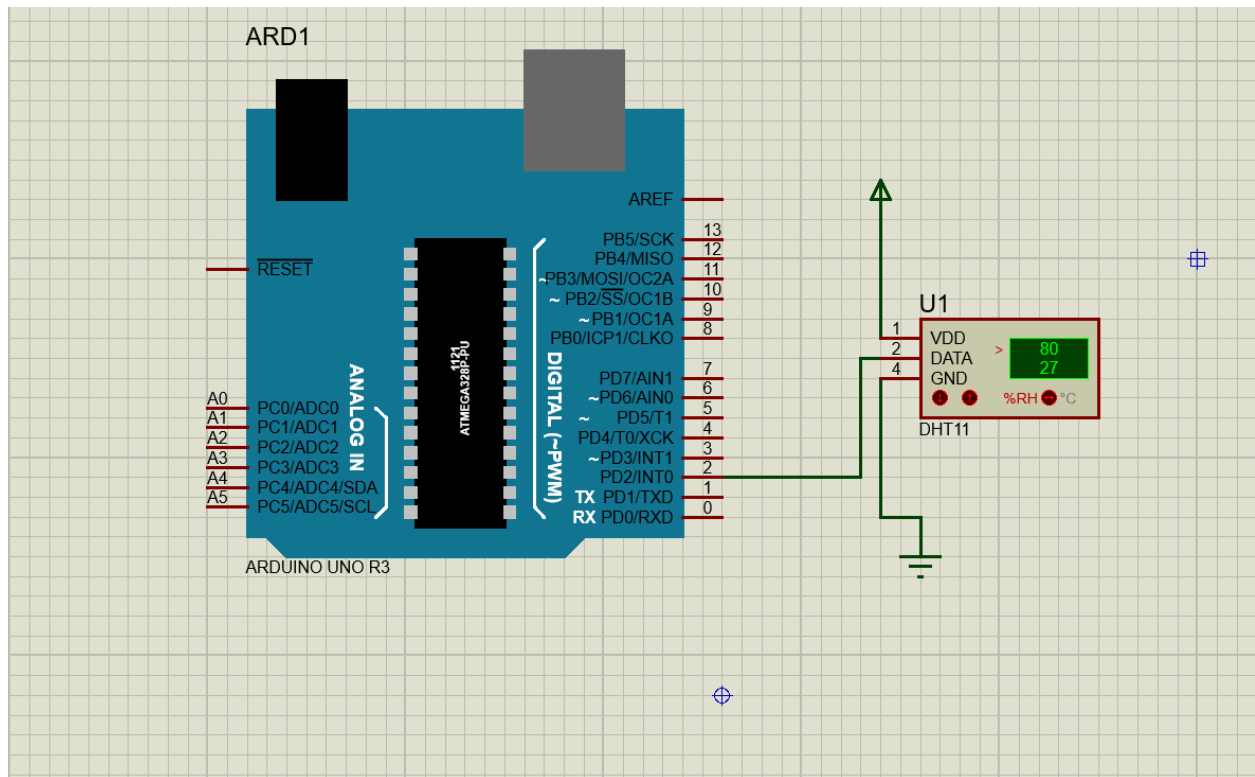 ARD1
ARDUINO UNO R3
RESET
AREF
PB5/SCK 13
PB4/MISO 12
~PB3/MOSI/OC2A 11
~ PB2/SS/OC1B 10
~ PB1/OC1A 9
PB0/ICP1/CLKO 8
PD7/AIN1 7
~PD6/AIN0 6
~ PD5/T1 5
PD4/T0/XCK 4
~PD3/INT1 3
PD2/INT0 2
TX PD1/TXD 1
RX PD0/RXD 0
A0 PC0/ADC0
A1 PC1/ADC1
A2 PC2/ADC2
A3 PC3/ADC3
A4 PC4/ADC4/SDA
A5 PC5/ADC5/SCL
ANALOG IN
1121
ATMEGA328P-PU
DIGITAL (~PWM)
U1
1 VDD
2 DATA
4 GND
> 80
27
%RH °C
DHT11